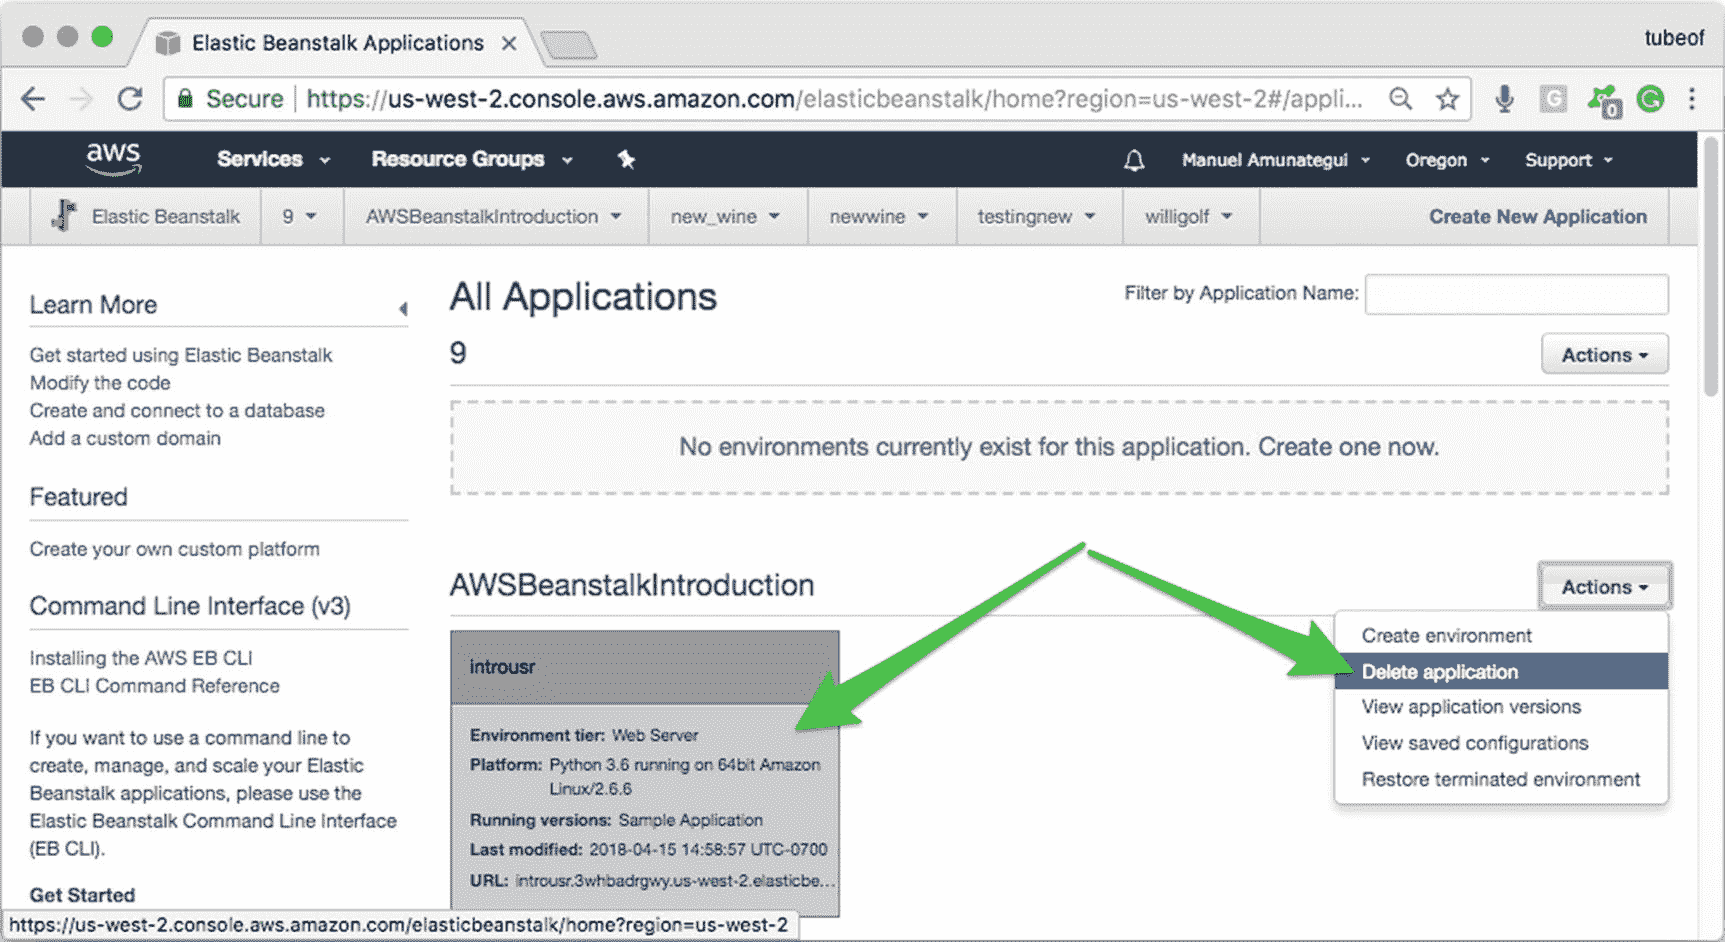 Elastic Beanstalk Applications
tubeof
Secure https://us-west-2.console.aws.amazon.com/elasticbeanstalk/home?region=us-west-2#/appli...
G 0
aws Services Resource Groups Manuel Amunategui Oregon Support
Elastic Beanstalk 9 AWSBeanstalkIntroduction new_wine newwine testingnew willigolf Create New Application
Learn More
Get started using Elastic Beanstalk
Modify the code
Create and connect to a database
Add a custom domain
Featured
Create your own custom platform
Command Line Interface (v3)
Installing the AWS EB CLI
EB CLI Command Reference
If you want to use a command line to
create, manage, and scale your Elastic
Beanstalk applications, please use the
Elastic Beanstalk Command Line Interface
(EB CLI).
Get Started
All Applications
Filter by Application Name:
9
Actions
No environments currently exist for this application. Create one now.
AWSBeanstalkIntroduction
Actions
Create environment
Delete application
View application versions
View saved configurations
Restore terminated environment
introusr
Environment tier: Web Server
Platform: Python 3.6 running on 64bit Amazon
Linux/2.6.6
Running versions: Sample Application
Last modified: 2018-04-15 14:58:57 UTC-0700
URL: introusr.3whbadrgwy.us-west-2.elasticbe...
https://us-west-2.console.aws.amazon.com/elasticbeanstalk/home?region=us-west-2